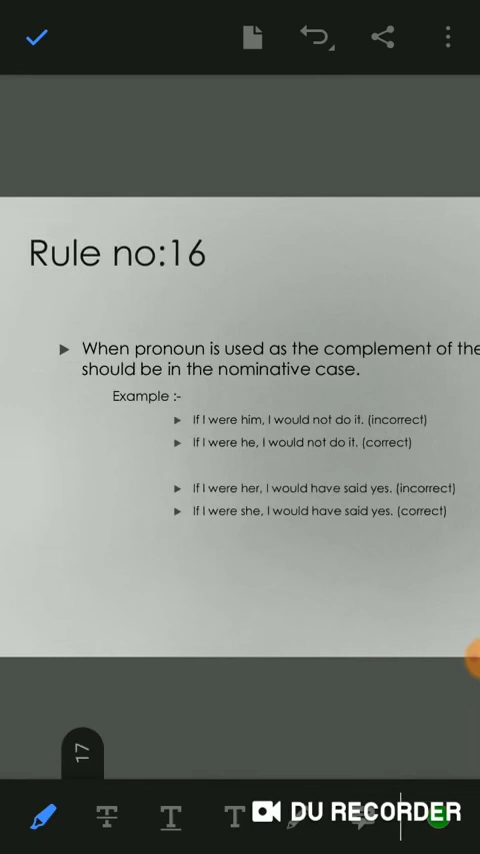 Rule no:16
When pronoun is used as the complement of the
should be in the nominative case.
Example :-
If I were him, I would not do it. (incorrect)
If I were he, I would not do it. (correct)
If I were her, I would have said yes. (incorrect)
If I were she, I would have said yes. (correct)
17
T T T
DU RECORDER